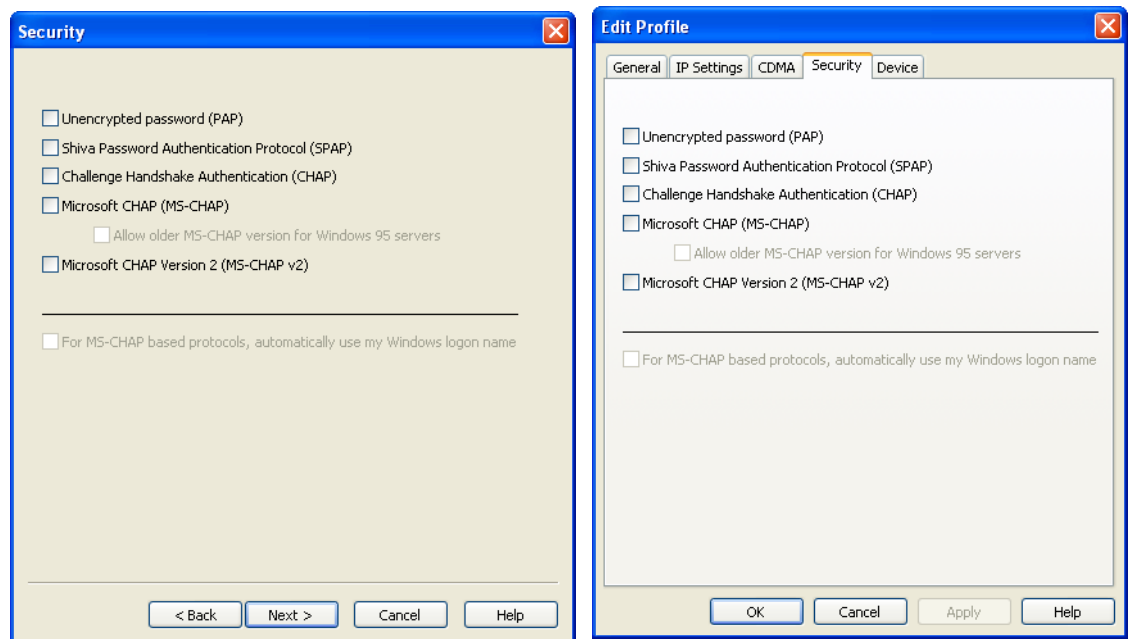 Security
Unencrypted password (PAP)
Shiva Password Authentication Protocol (SPAP)
Challenge Handshake Authentication (CHAP)
Microsoft CHAP (MS-CHAP)
Allow older MS-CHAP version for Windows 95 servers
Microsoft CHAP Version 2 (MS-CHAP v2)
For MS-CHAP based protocols, automatically use my Windows logon name
< Back Next > Cancel Help
Edit Profile
General IP Settings CDMA Security Device
Unencrypted password (PAP)
Shiva Password Authentication Protocol (SPAP)
Challenge Handshake Authentication (CHAP)
Microsoft CHAP (MS-CHAP)
Allow older MS-CHAP version for Windows 95 servers
Microsoft CHAP Version 2 (MS-CHAP v2)
For MS-CHAP based protocols, automatically use my Windows logon name
OK Cancel Apply Help